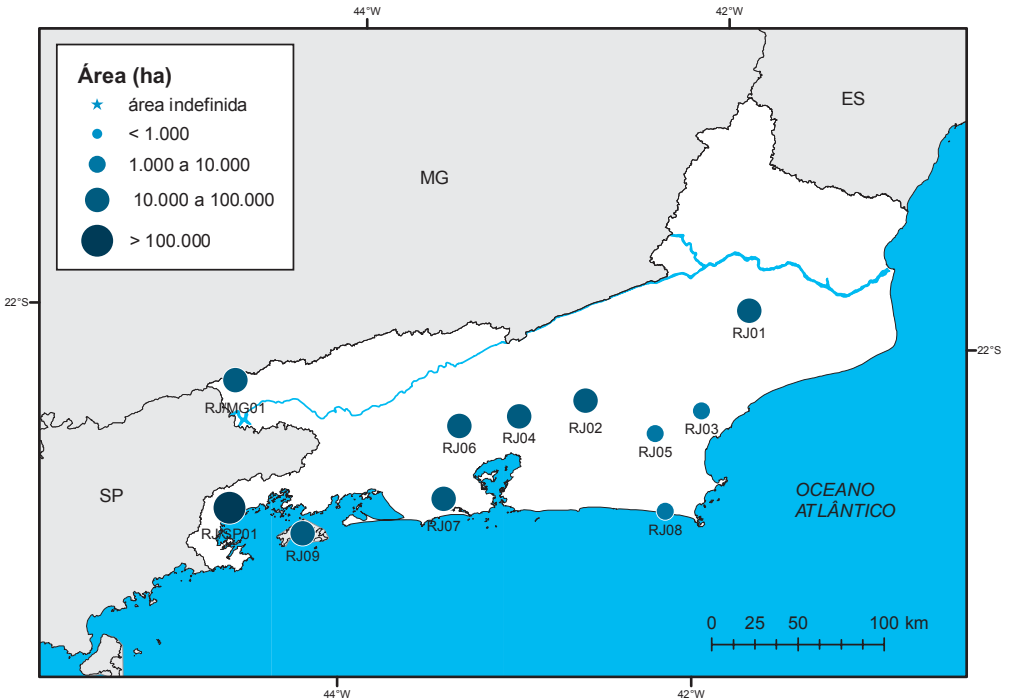 44°W
42°W
Área (ha)
área indefinida
< 1.000
1.000 a 10.000
10.000 a 100.000
> 100.000
ES
MG
22°S
RJ01
22°S
RJ/MG01
RJ02
RJ03
RJ04
RJ05
RJ06
SP
OCEANO
ATLÂNTICO
RJ07
RJ08
RJ/SP01
RJ09
0 25 50 100 km
44°W
42°W